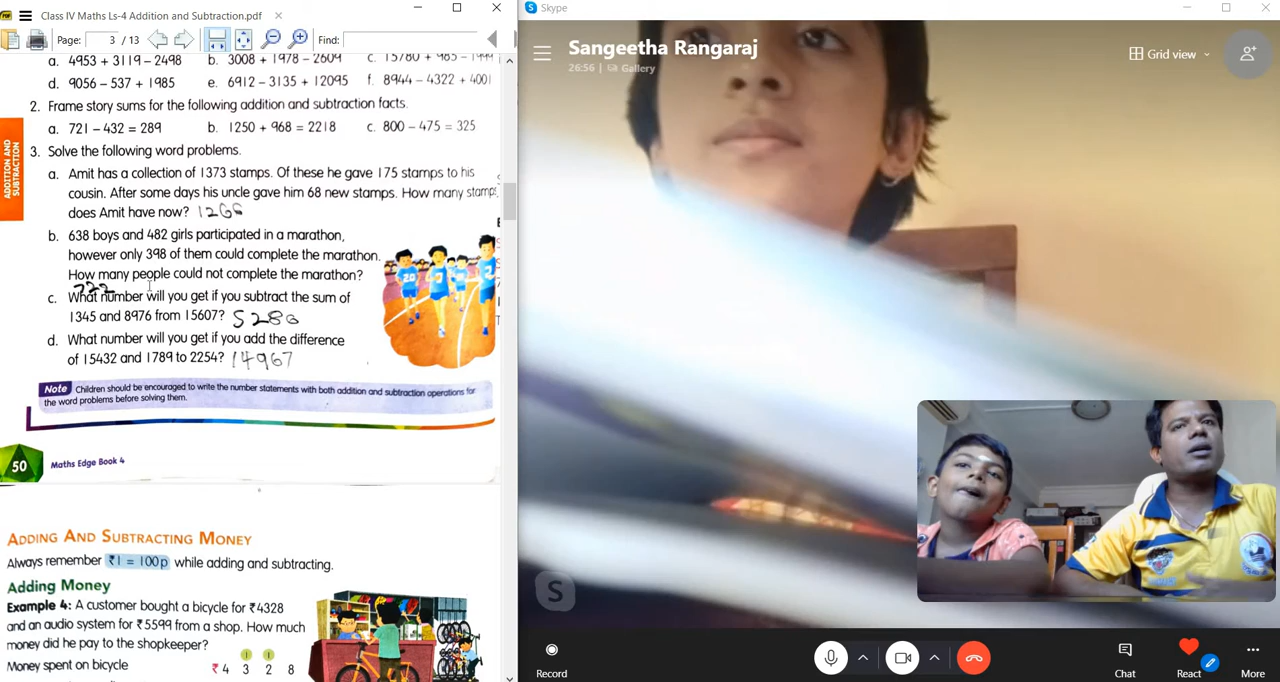 Class IV Maths Ls-4 Addition and Subtraction.pdf
Skype
Page: 3 / 13
Find:
Sangeetha Rangaraj
26:56 | Gallery
Grid view
a. 4953 + 3119 – 2498 b. 3008 + 1978 – 2609 c. 15780 + 985 – 1999
d. 9056 – 537 + 1985 e. 6912 – 3135 + 12095 f. 8944 – 4322 + 4001
2. Frame story sums for the following addition and subtraction facts.
a. 721 – 432 = 289 b. 1250 + 968 = 2218 c. 800 – 475 = 325
ADDITION AND
SUBTRACTION
3. Solve the following word problems.
a. Amit has a collection of 1373 stamps. Of these he gave 175 stamps to his
cousin. After some days his uncle gave him 68 new stamps. How many stamps
does Amit have now? 1266
b. 638 boys and 482 girls participated in a marathon,
however only 398 of them could complete the marathon.
How many people could not complete the marathon?
722
c. What number will you get if you subtract the sum of
1345 and 8976 from 15607? 5286
d. What number will you get if you add the difference
of 15432 and 1789 to 2254? 14967
Note Children should be encouraged to write the number statements with both addition and subtraction operations for
the word problems before solving them.
50 Maths Edge Book 4
ADDING AND SUBTRACTING MONEY
Always remember ₹1 = 100p while adding and subtracting.
Adding Money
Example 4: A customer bought a bicycle for ₹4328
and an audio system for ₹5599 from a shop. How much
money did he pay to the shopkeeper?
1 1
Money spent on bicycle ₹ 4 3 2 8
Record
Chat
React
More